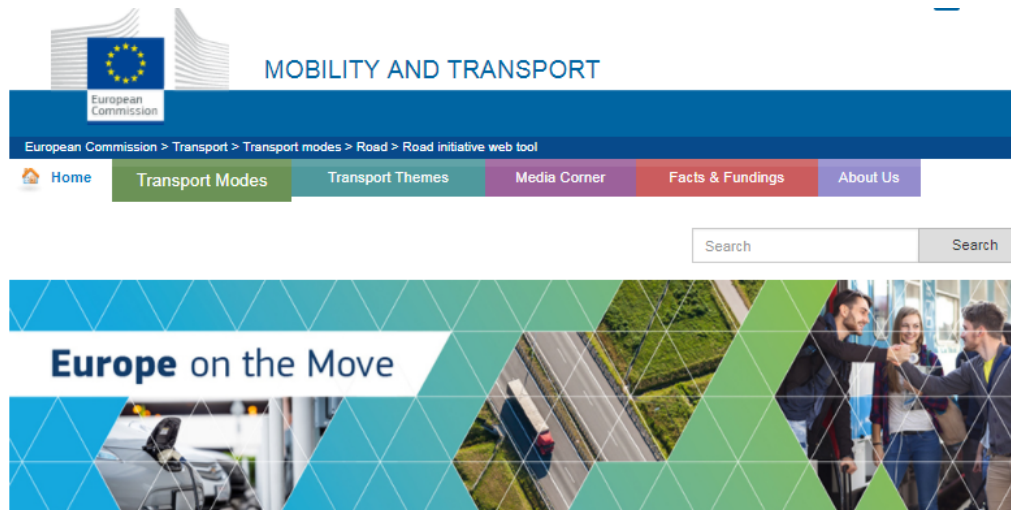 MOBILITY AND TRANSPORT
European
Commission
European Commission > Transport > Transport modes > Road > Road initiative web tool
Home Transport Modes Transport Themes Media Corner Facts & Fundings About Us
Search Search
Europe on the Move